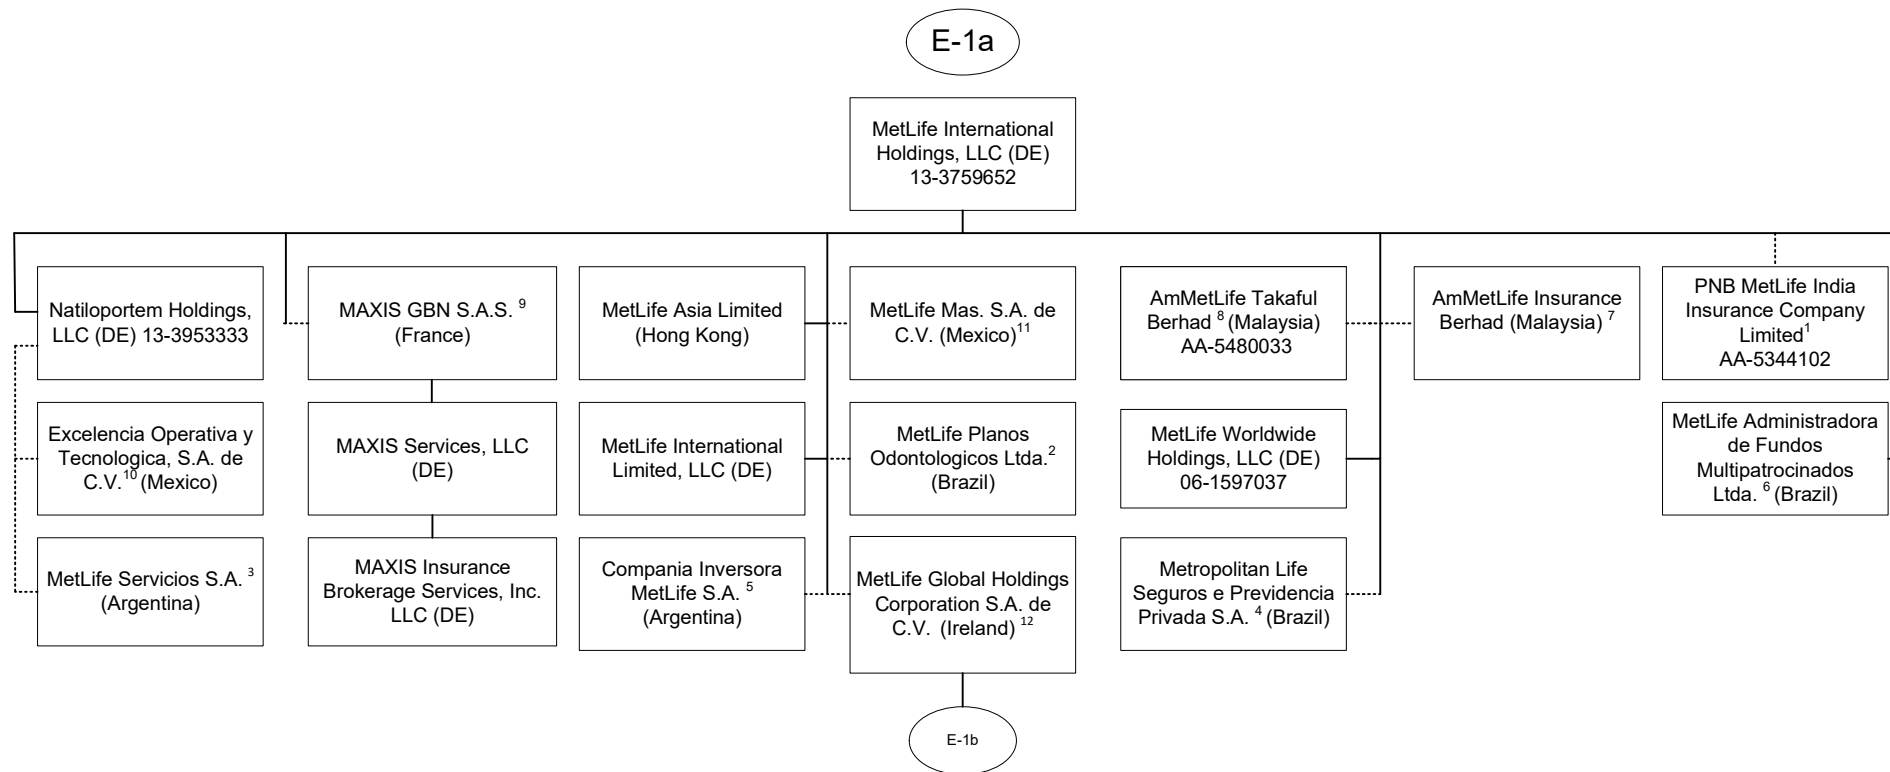 E-1a
MetLife International
Holdings, LLC (DE)
13-3759652
Natiloportem Holdings,
LLC (DE) 13-3953333
MAXIS GBN S.A.S. 9
(France)
MetLife Asia Limited
(Hong Kong)
MetLife Mas. S.A. de
C.V. (Mexico)11
AmMetLife Takaful
Berhad 8 (Malaysia)
AA-5480033
AmMetLife Insurance
Berhad (Malaysia) 7
PNB MetLife India
Insurance Company
Limited1
AA-5344102
Excelencia Operativa y
Tecnologica, S.A. de
C.V.10 (Mexico)
MAXIS Services, LLC
(DE)
MetLife International
Limited, LLC (DE)
MetLife Planos
Odontologicos Ltda.2
(Brazil)
MetLife Worldwide
Holdings, LLC (DE)
06-1597037
MetLife Administradora
de Fundos
Multipatrocinados
Ltda. 6 (Brazil)
MetLife Servicios S.A. 3
(Argentina)
MAXIS Insurance
Brokerage Services, Inc.
LLC (DE)
Compania Inversora
MetLife S.A. 5
(Argentina)
MetLife Global Holdings
Corporation S.A. de
C.V. (Ireland) 12
Metropolitan Life
Seguros e Previdencia
Privada S.A. 4 (Brazil)
E-1b